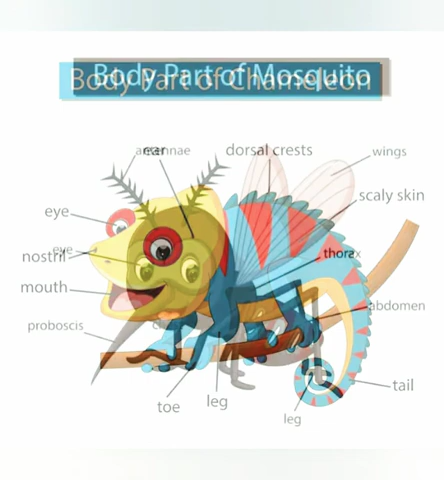 Body Part of Mosquito
Body Part of Chameleon
antennae
ear
dorsal crests
wings
scaly skin
eye
eye
nostril
thorax
mouth
abdomen
proboscis
tail
toe
leg
leg